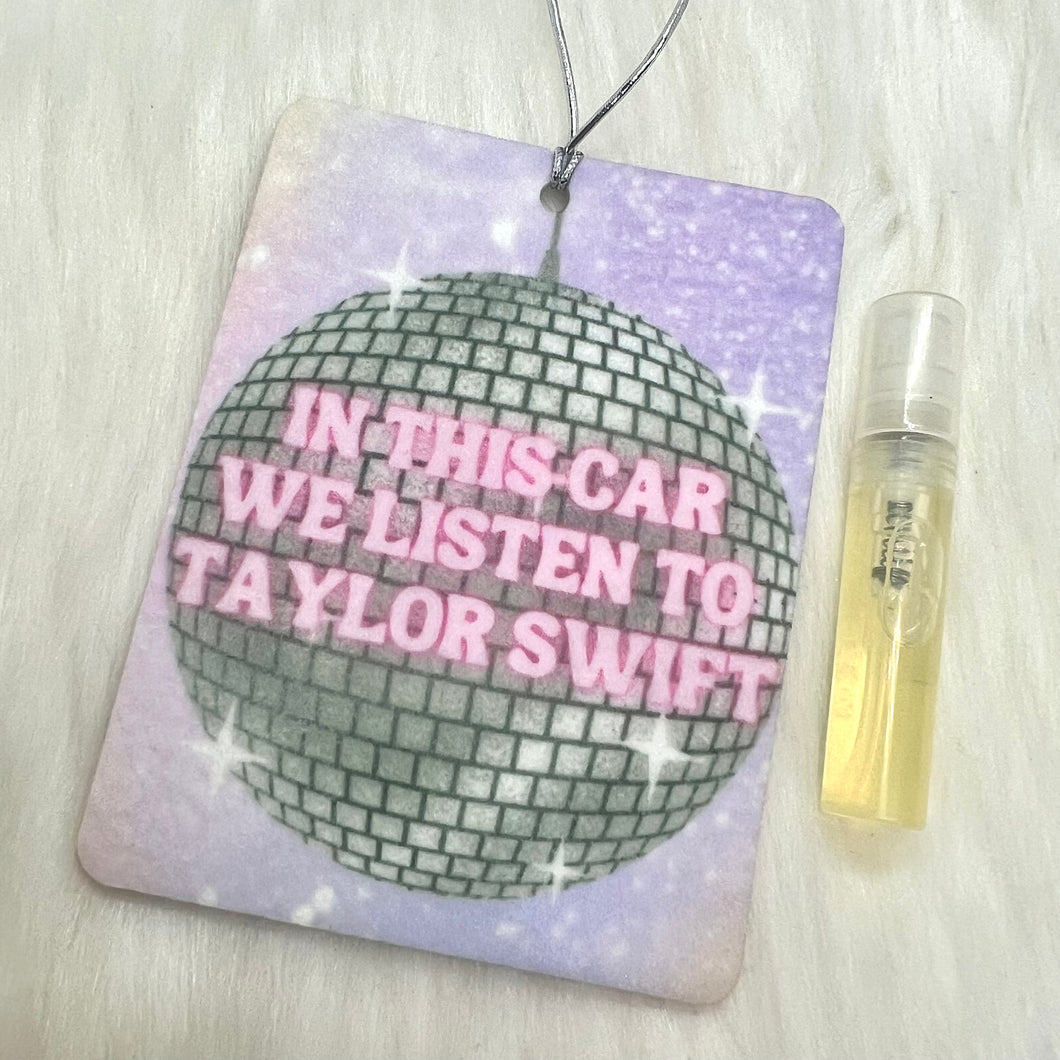 IN THIS CAR
WE LISTEN TO
TAYLOR SWIFT